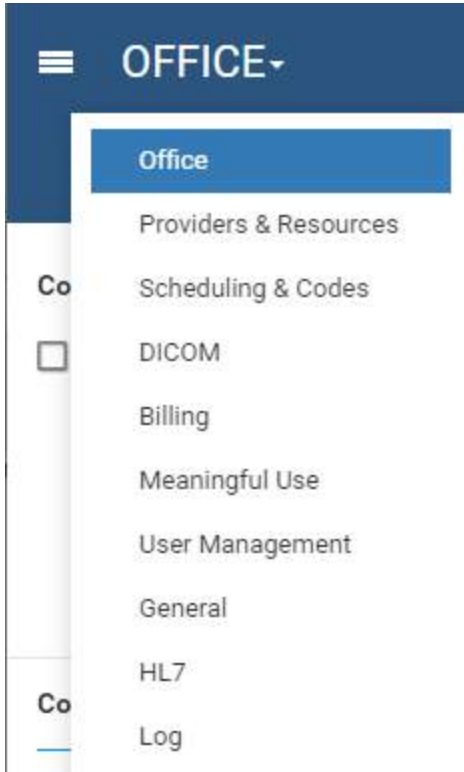 OFFICE
Office
Providers & Resources
Co
Scheduling & Codes
DICOM
Billing
Meaningful Use
User Management
General
HL7
Co
Log